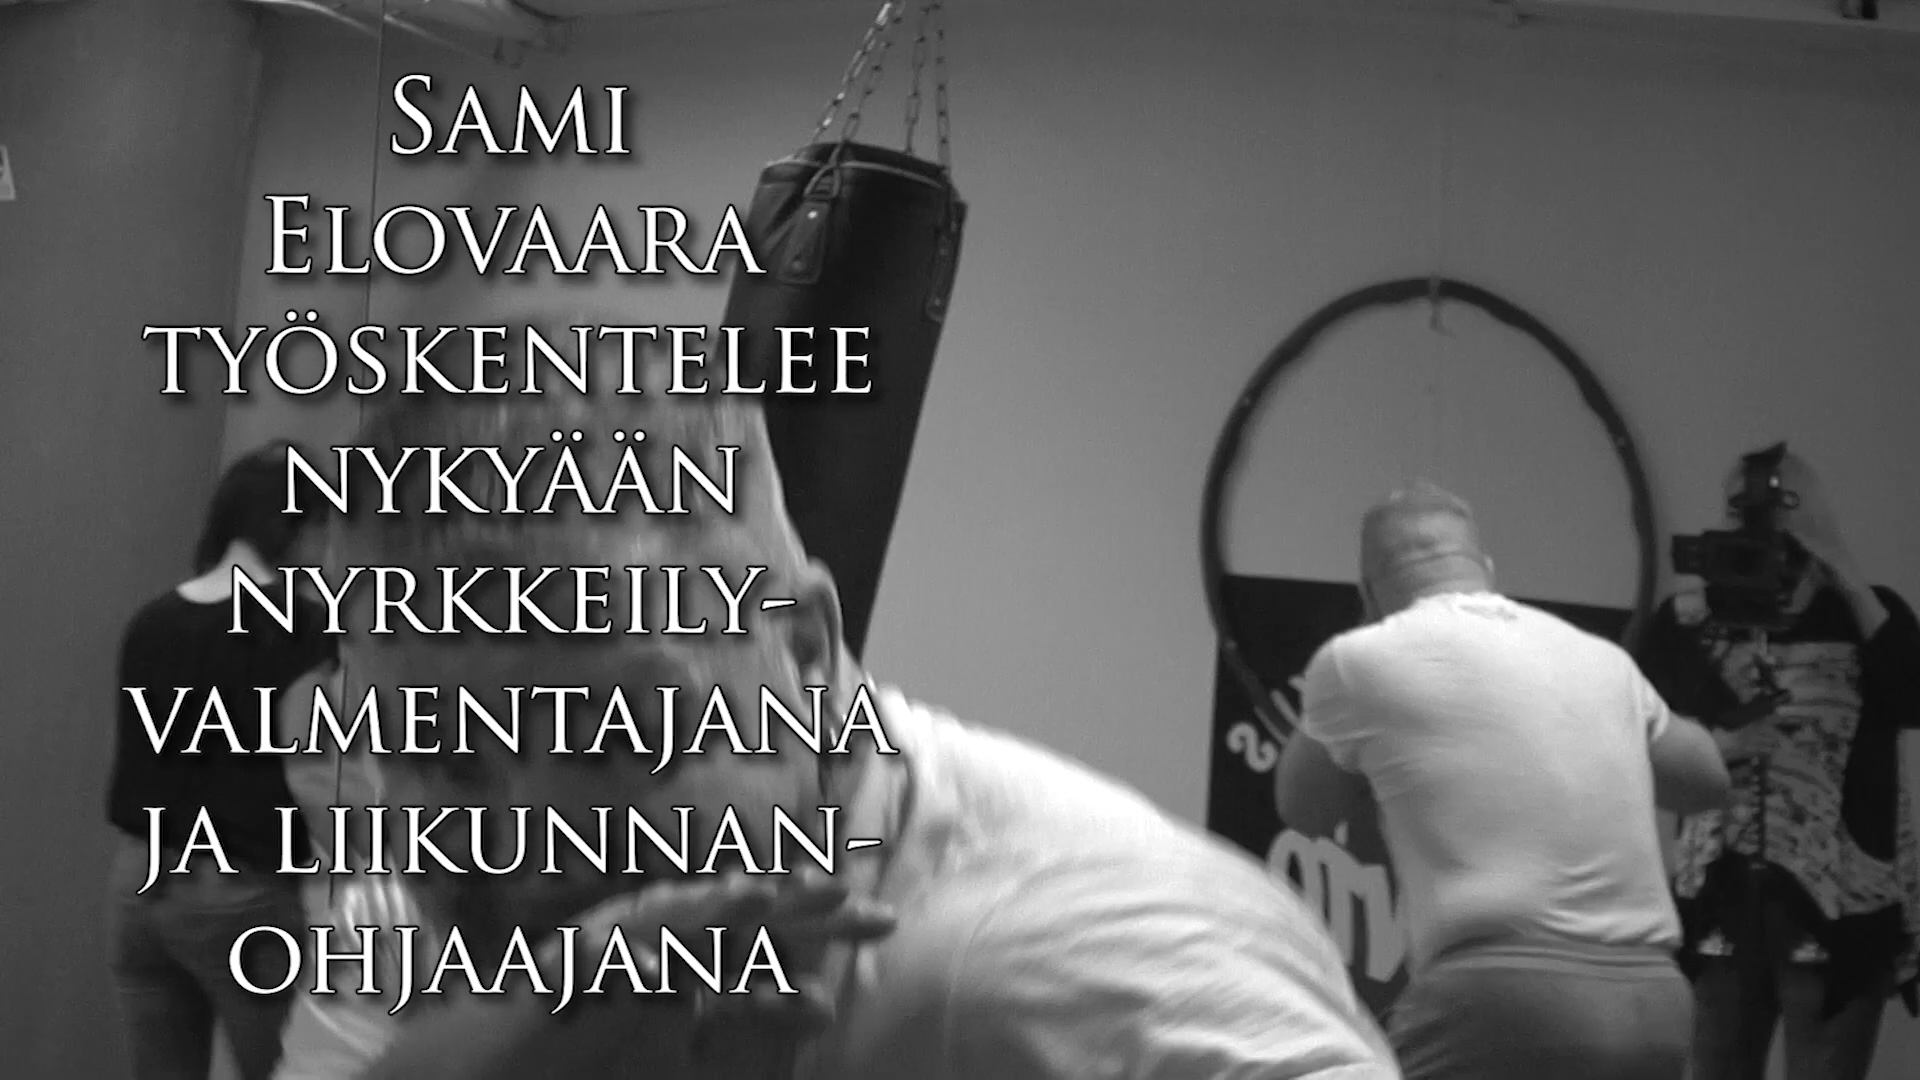 Sami
Elovaara
työskentelee
nykyään
nyrkkeily-
valmentajana
ja liikunnan-
ohjaajana